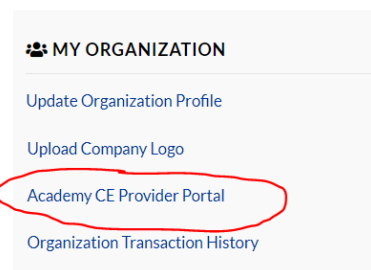 MY ORGANIZATION
Update Organization Profile
Upload Company Logo
Academy CE Provider Portal
Organization Transaction History